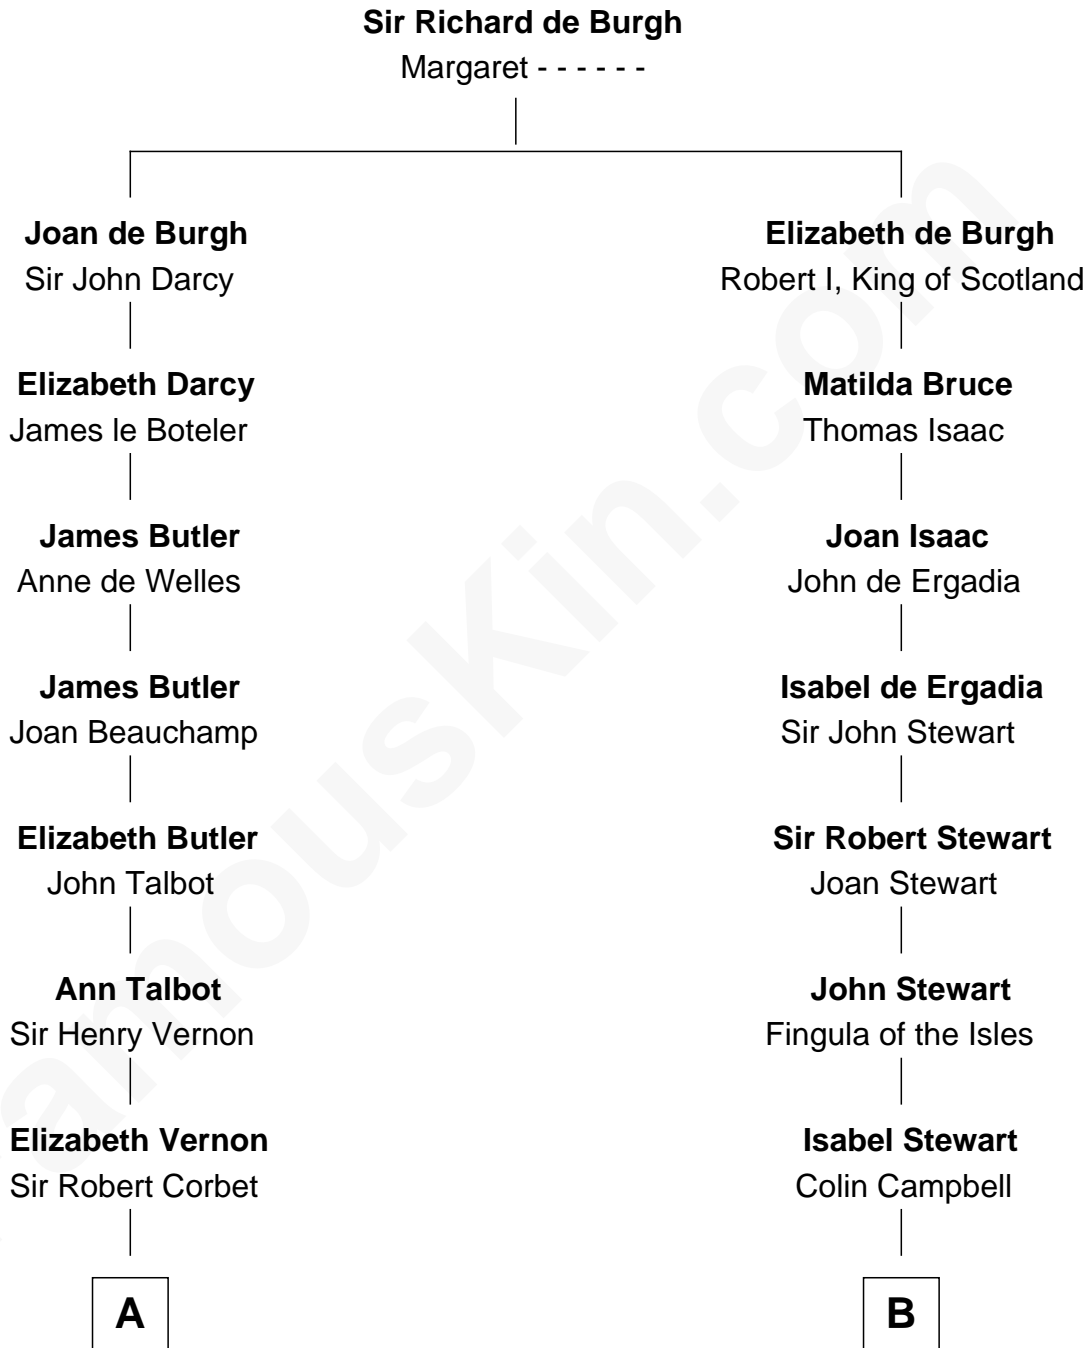 Sir Richard de Burgh
Margaret - - - - - -
Joan de Burgh
Sir John Darcy
Elizabeth de Burgh
Robert I, King of Scotland
Elizabeth Darcy
James le Boteler
Matilda Bruce
Thomas Isaac
James Butler
Anne de Welles
Joan Isaac
John de Ergadia
James Butler
Joan Beauchamp
Isabel de Ergadia
Sir John Stewart
Elizabeth Butler
John Talbot
Sir Robert Stewart
Joan Stewart
Ann Talbot
Sir Henry Vernon
John Stewart
Fingula of the Isles
Elizabeth Vernon
Sir Robert Corbet
Isabel Stewart
Colin Campbell
A
B
amousKin.com